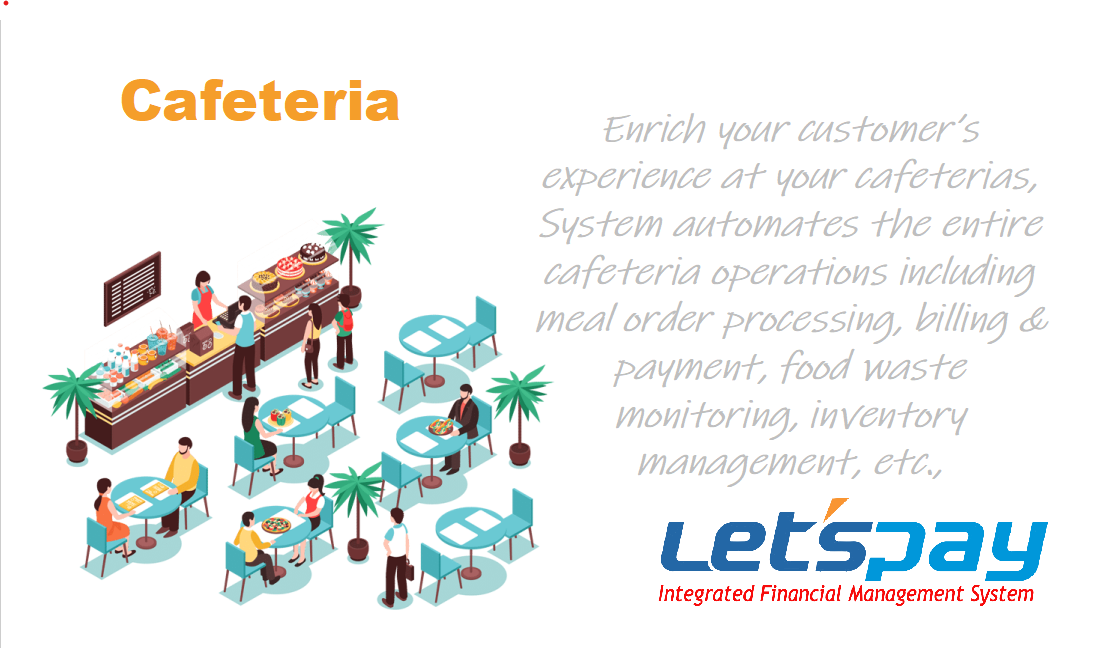 Cafeteria
Enrich your customer's
experience at your cafeterias,
System automates the entire
cafeteria operations including
meal order processing, billing &
payment, food waste
monitoring, inventory
management, etc.,
Let'spay
Integrated Financial Management System